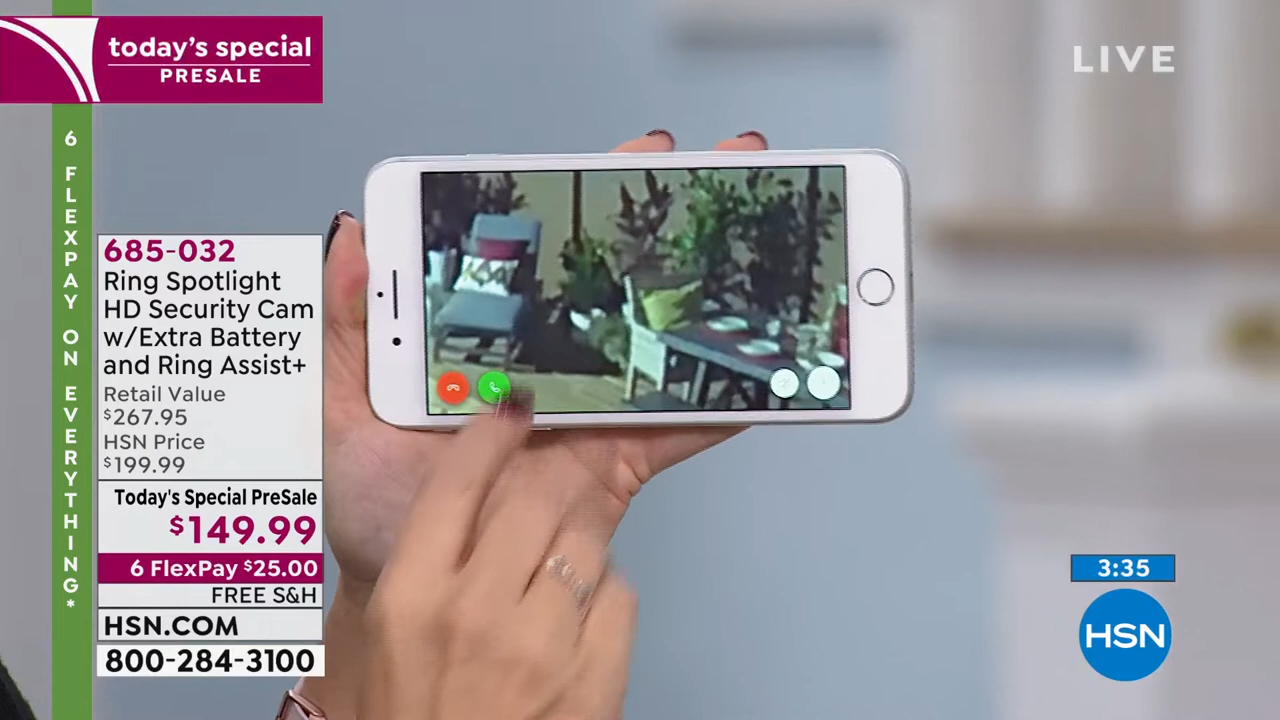 today's special
PRESALE
LIVE
6 FLEXPAY ON EVERYTHING*
685-032
Ring Spotlight
HD Security Cam
w/Extra Battery
and Ring Assist+
Retail Value
$267.95
HSN Price
$199.99
Today's Special PreSale
$149.99
6 FlexPay $25.00
FREE S&H
HSN.COM
800-284-3100
3:35
HSN